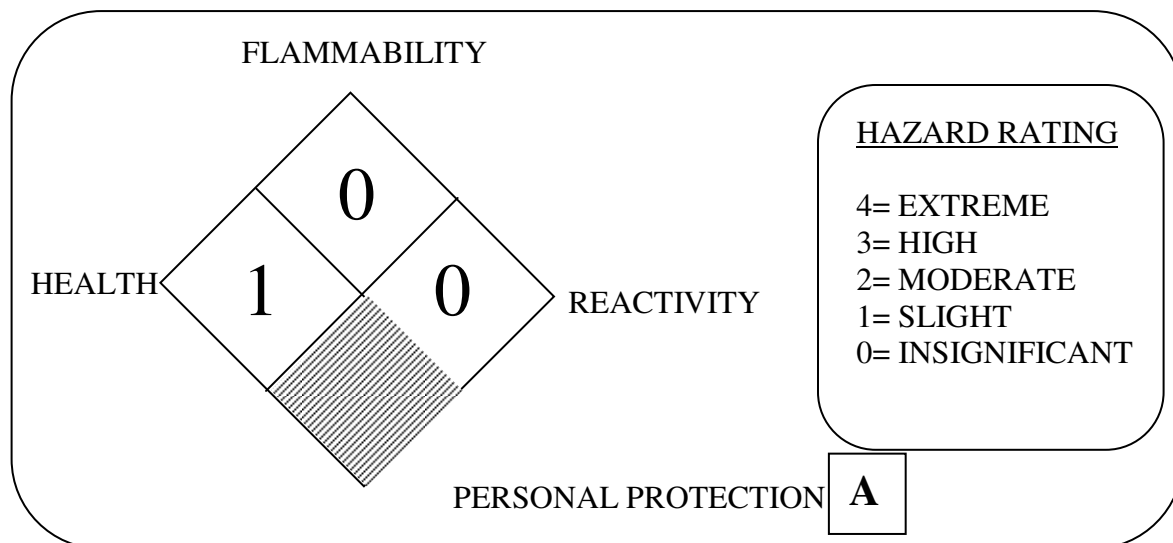 FLAMMABILITY
0
HEALTH
1
0
REACTIVITY
HAZARD RATING
4= EXTREME
3= HIGH
2= MODERATE
1= SLIGHT
0= INSIGNIFICANT
PERSONAL PROTECTION A